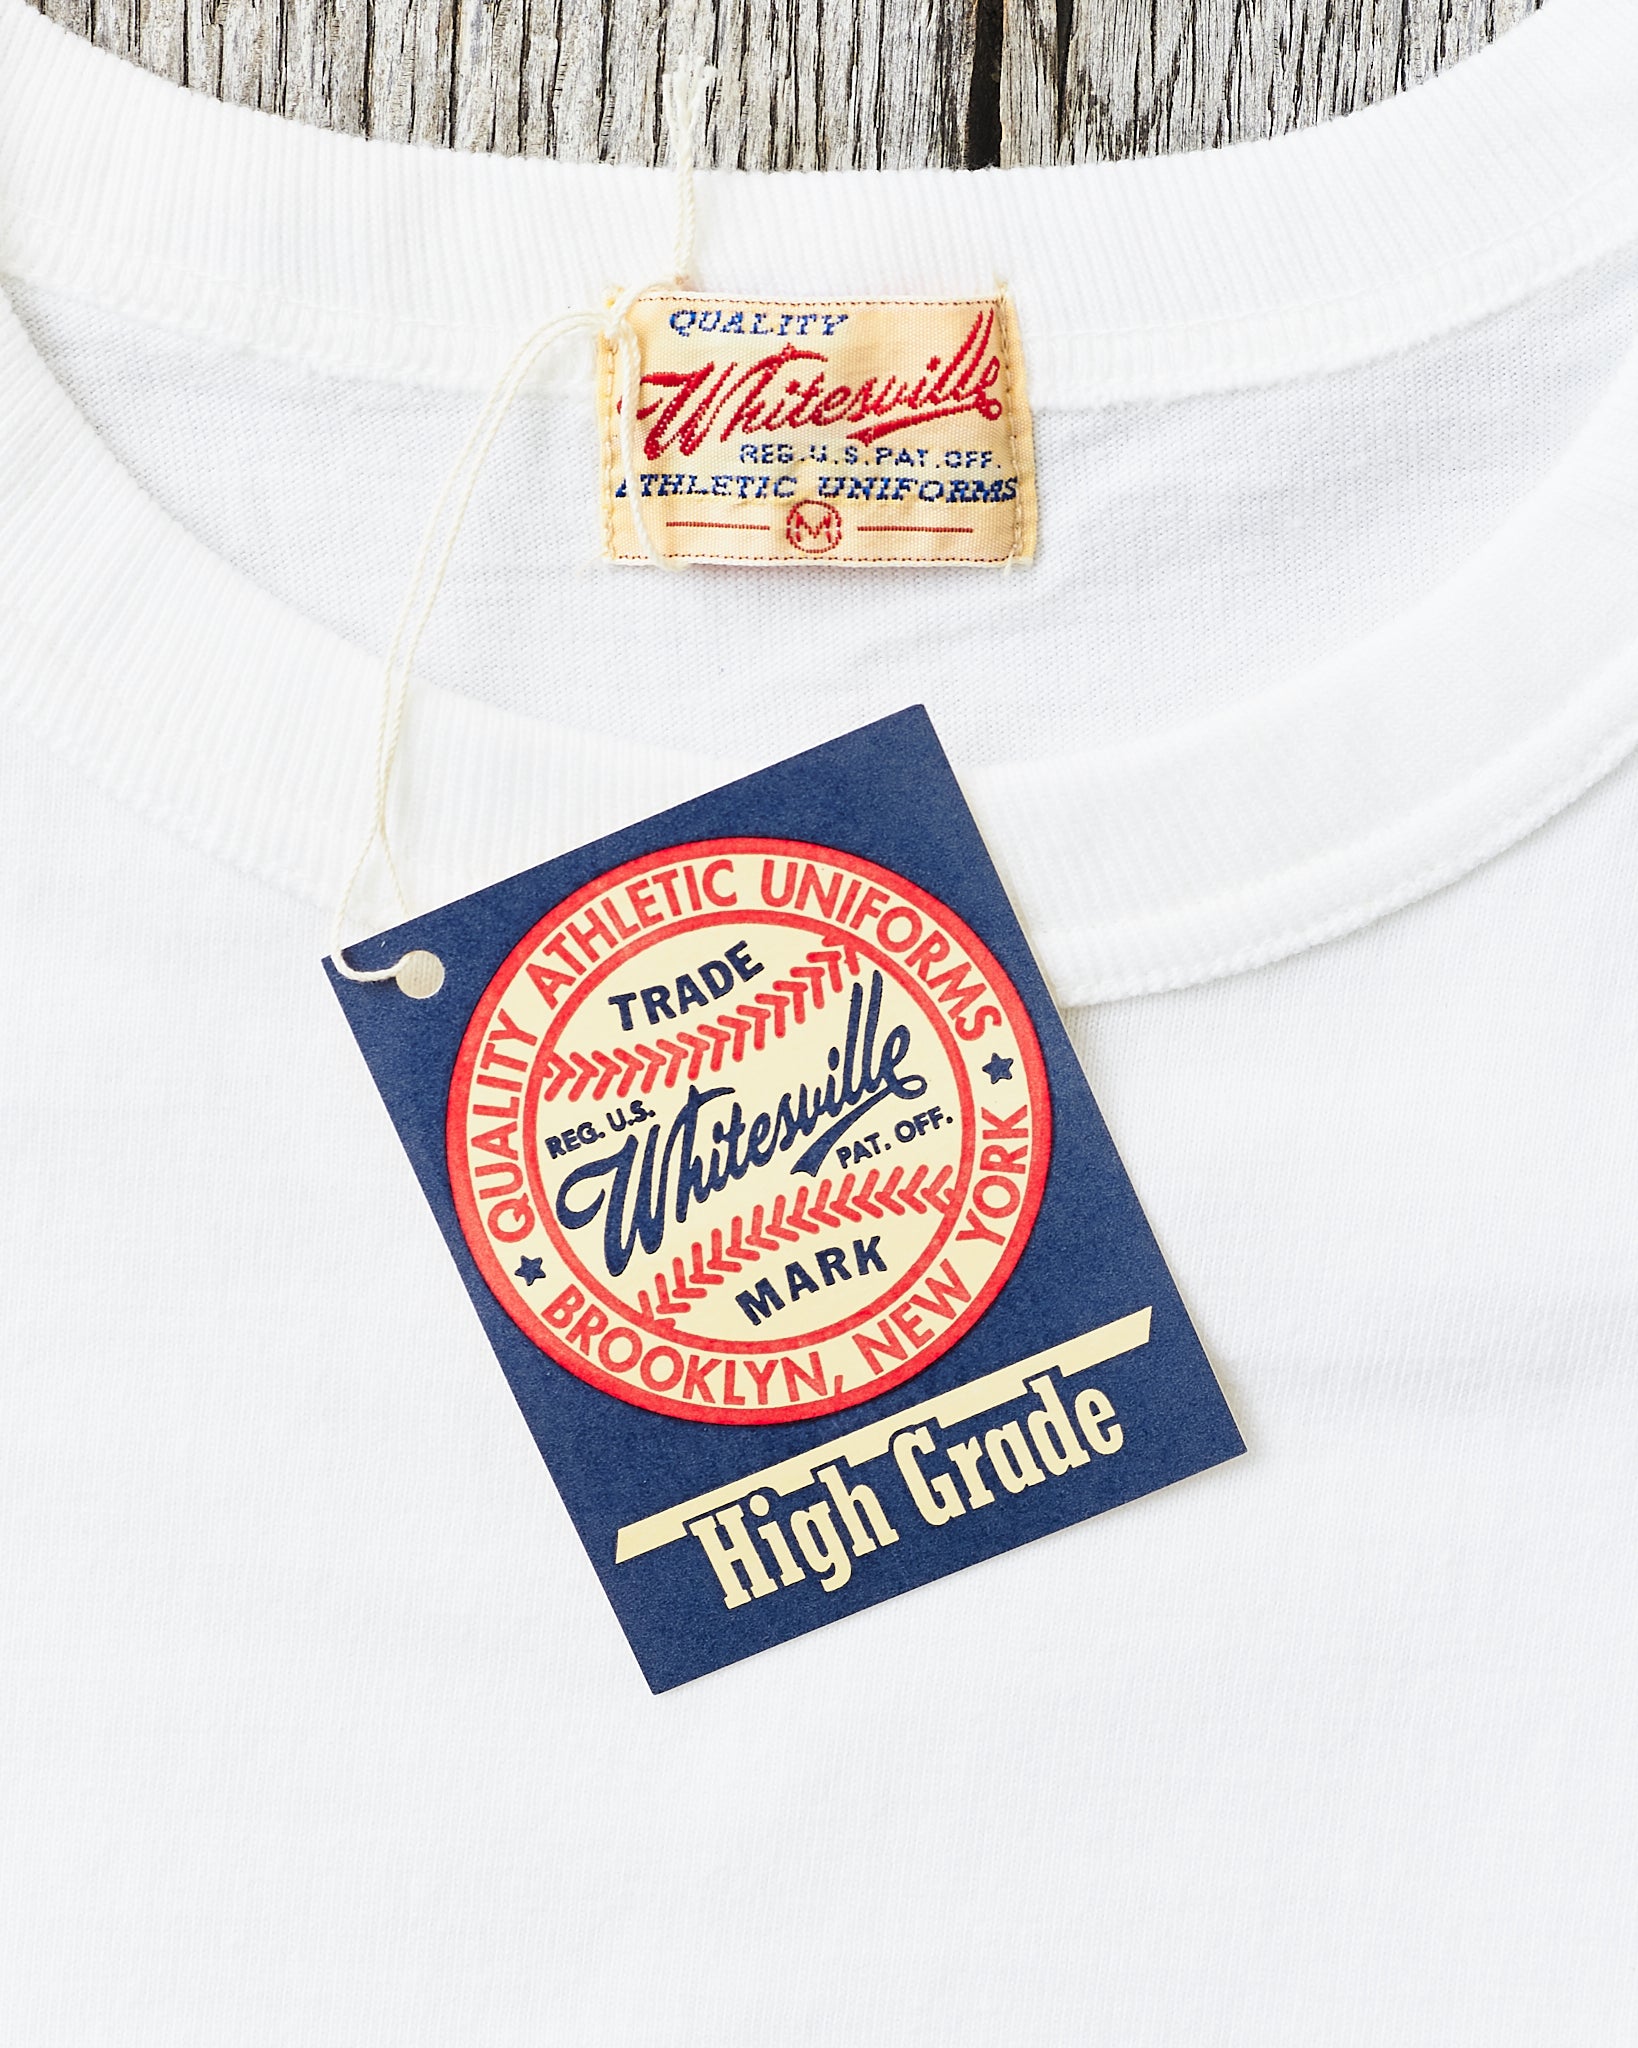 QUALITY
Whitesville
REG.U.S.PAT.OFF.
ATHLETIC UNIFORMS
M
QUALITY ATHLETIC UNIFORMS
TRADE
REG. U.S.
Whitesville
PAT. OFF.
MARK
BROOKLYN, NEW YORK
High Grade